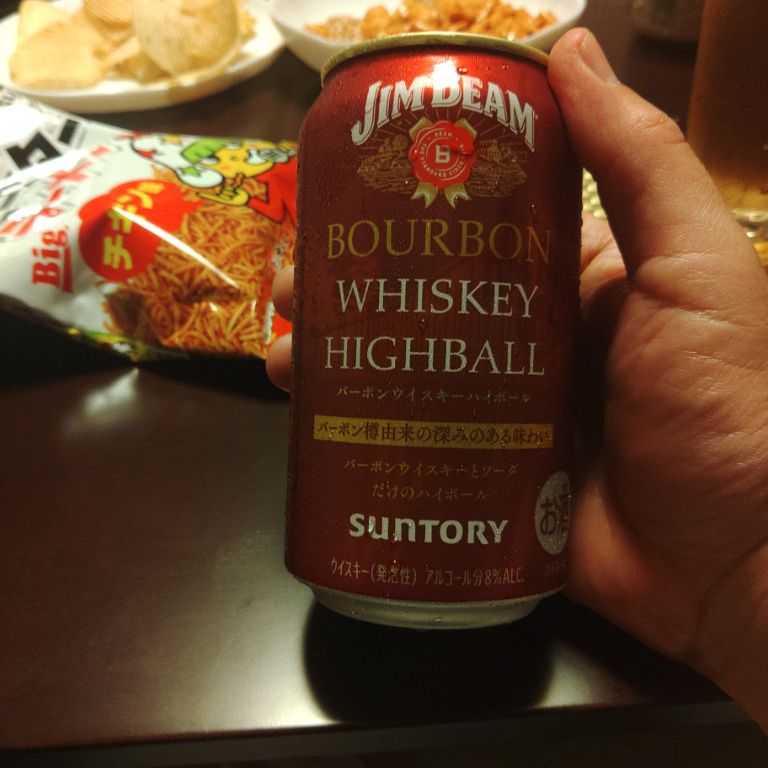 JIM BEAM
B
BOURBON
WHISKEY
HIGHBALL
バーボンウイスキーハイボール
バーボン樽由来の深みのある味わい
バーボンウイスキーとソーダ
だけのハイボール
SUNTORY
ウイスキー(発泡性) アルコール分8%ALC.
お酒
Big
チキン味